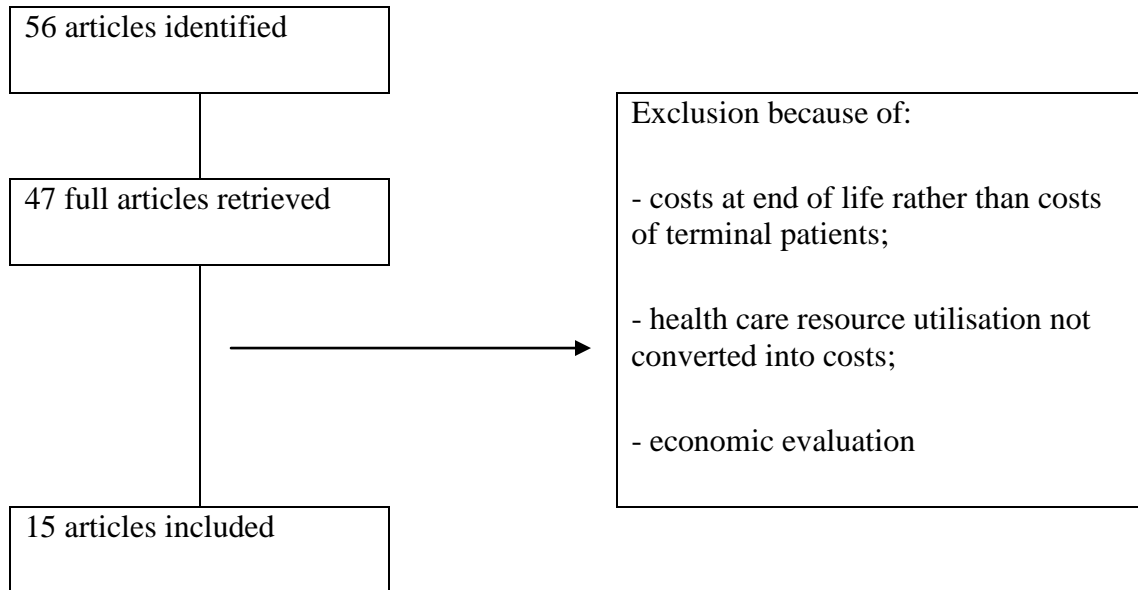 56 articles identified
47 full articles retrieved
Exclusion because of:
- costs at end of life rather than costs
of terminal patients;
- health care resource utilisation not
converted into costs;
- economic evaluation
15 articles included